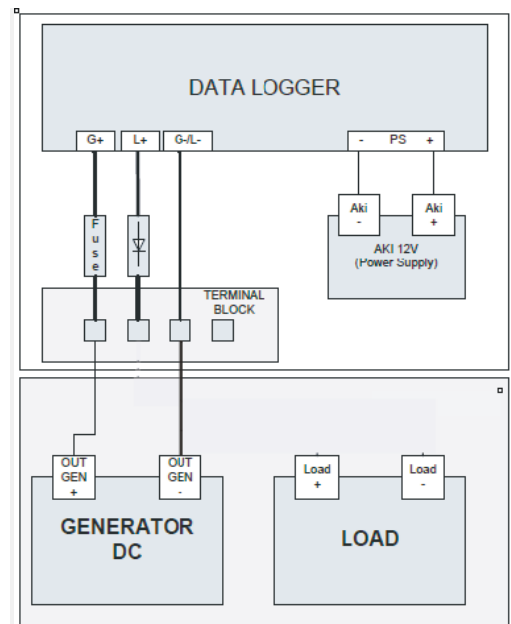 DATA LOGGER
G+ L+ G-/L- - PS +
F
u
s
e
Aki
-
Aki
+
AKI 12V
(Power Supply)
TERMINAL
BLOCK
OUT
GEN
+
OUT
GEN
-
Load
+
Load
-
GENERATOR
DC
LOAD